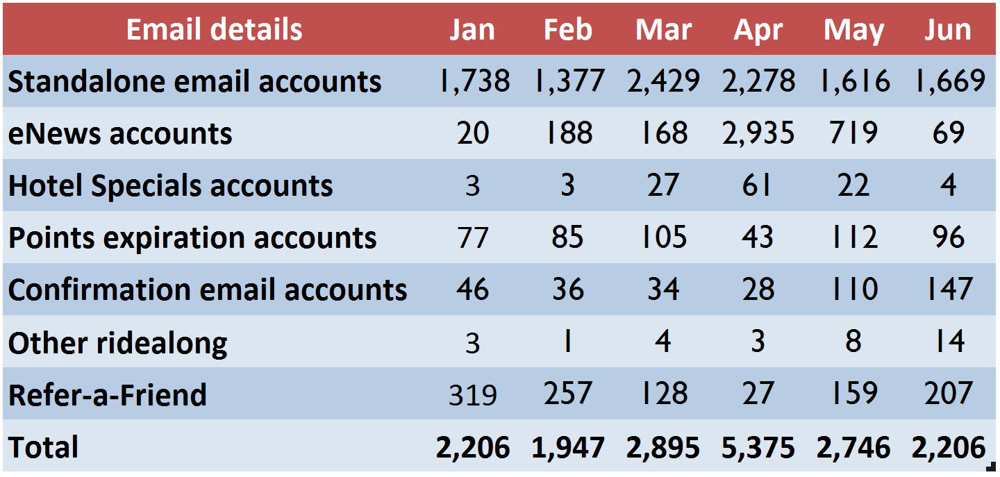 Email details Jan Feb Mar Apr May Jun
Standalone email accounts 1,738 1,377 2,429 2,278 1,616 1,669
eNews accounts 20 188 168 2,935 719 69
Hotel Specials accounts 3 3 27 61 22 4
Points expiration accounts 77 85 105 43 112 96
Confirmation email accounts 46 36 34 28 110 147
Other ridealong 3 1 4 3 8 14
Refer-a-Friend 319 257 128 27 159 207
Total 2,206 1,947 2,895 5,375 2,746 2,206